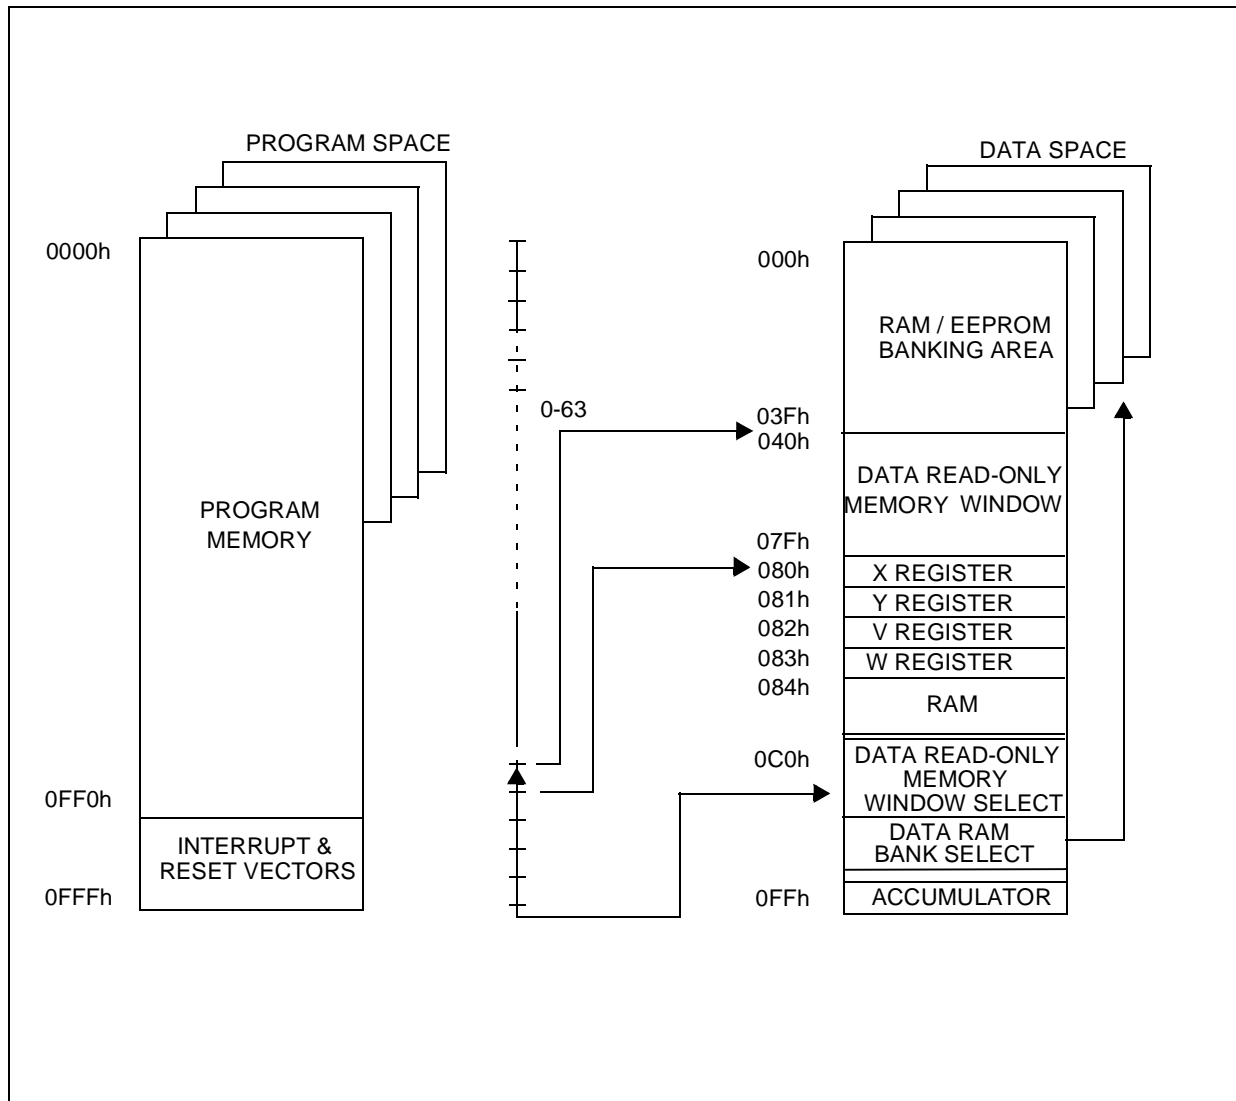 PROGRAM SPACE
0000h
PROGRAM
MEMORY
0FF0h
INTERRUPT &
RESET VECTORS
0FFFh
0-63
DATA SPACE
000h
RAM / EEPROM
BANKING AREA
03Fh
040h
DATA READ-ONLY
MEMORY WINDOW
07Fh
080h
X REGISTER
081h
Y REGISTER
082h
V REGISTER
083h
W REGISTER
084h
RAM
0C0h
DATA READ-ONLY
MEMORY
WINDOW SELECT
DATA RAM
BANK SELECT
0FFh
ACCUMULATOR